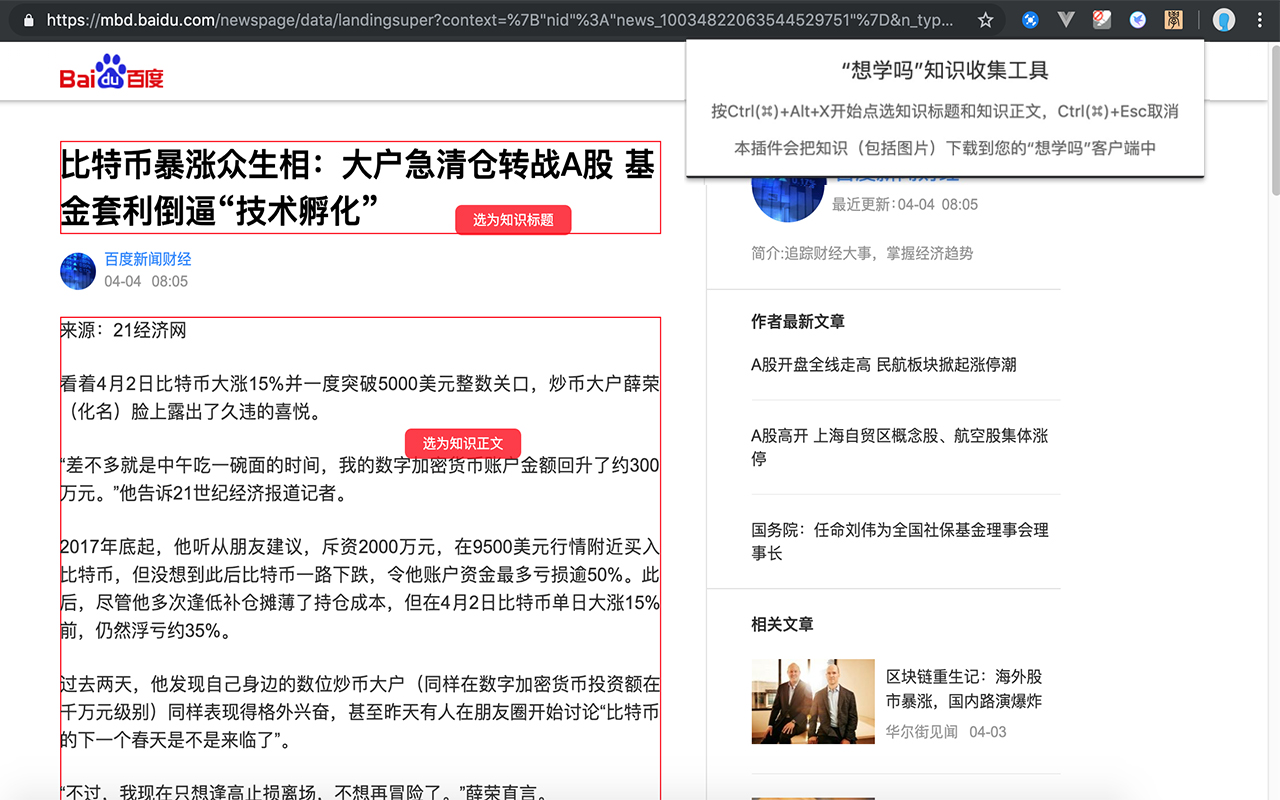 https://mbd.baidu.com/newspage/data/landingsuper?context=%7B"nid"%3A"news_10034822063544529751"%7D&n_typ...
Baidu百度
“想学吗”知识收集工具
按Ctrl(⌘)+Alt+X开始点选知识标题和知识正文，Ctrl(⌘)+Esc取消
本插件会把知识（包括图片）下载到您的“想学吗”客户端中
比特币暴涨众生相：大户急清仓转战A股 基
金套利倒逼“技术孵化”
选为知识标题
百度新闻财经
04-04 08:05
来源：21经济网
看着4月2日比特币大涨15%并一度突破5000美元整数关口，炒币大户薛荣
（化名）脸上露出了久违的喜悦。
选为知识正文
“差不多就是中午吃一碗面的时间，我的数字加密货币账户金额回升了约300
万元。”他告诉21世纪经济报道记者。
2017年底起，他听从朋友建议，斥资2000万元，在9500美元行情附近买入
比特币，但没想到此后比特币一路下跌，令他账户资金最多亏损逾50%。此
后，尽管他多次逢低补仓摊薄了持仓成本，但在4月2日比特币单日大涨15%
前，仍然浮亏约35%。
过去两天，他发现自己身边的数位炒币大户（同样在数字加密货币投资额在
千万元级别）同样表现得格外兴奋，甚至昨天有人在朋友圈开始讨论“比特币
的下一个春天是不是来临了”。
“不过，我现在只想逢高止损离场，不想再冒险了。”薛荣直言。
百度新闻财经
最近更新：04-04 08:05
简介:追踪财经大事，掌握经济趋势
作者最新文章
A股开盘全线走高 民航板块掀起涨停潮
A股高开 上海自贸区概念股、航空股集体涨
停
国务院：任命刘伟为全国社保基金理事会理
事长
相关文章
区块链重生记：海外股
市暴涨，国内路演爆炸
华尔街见闻 04-03